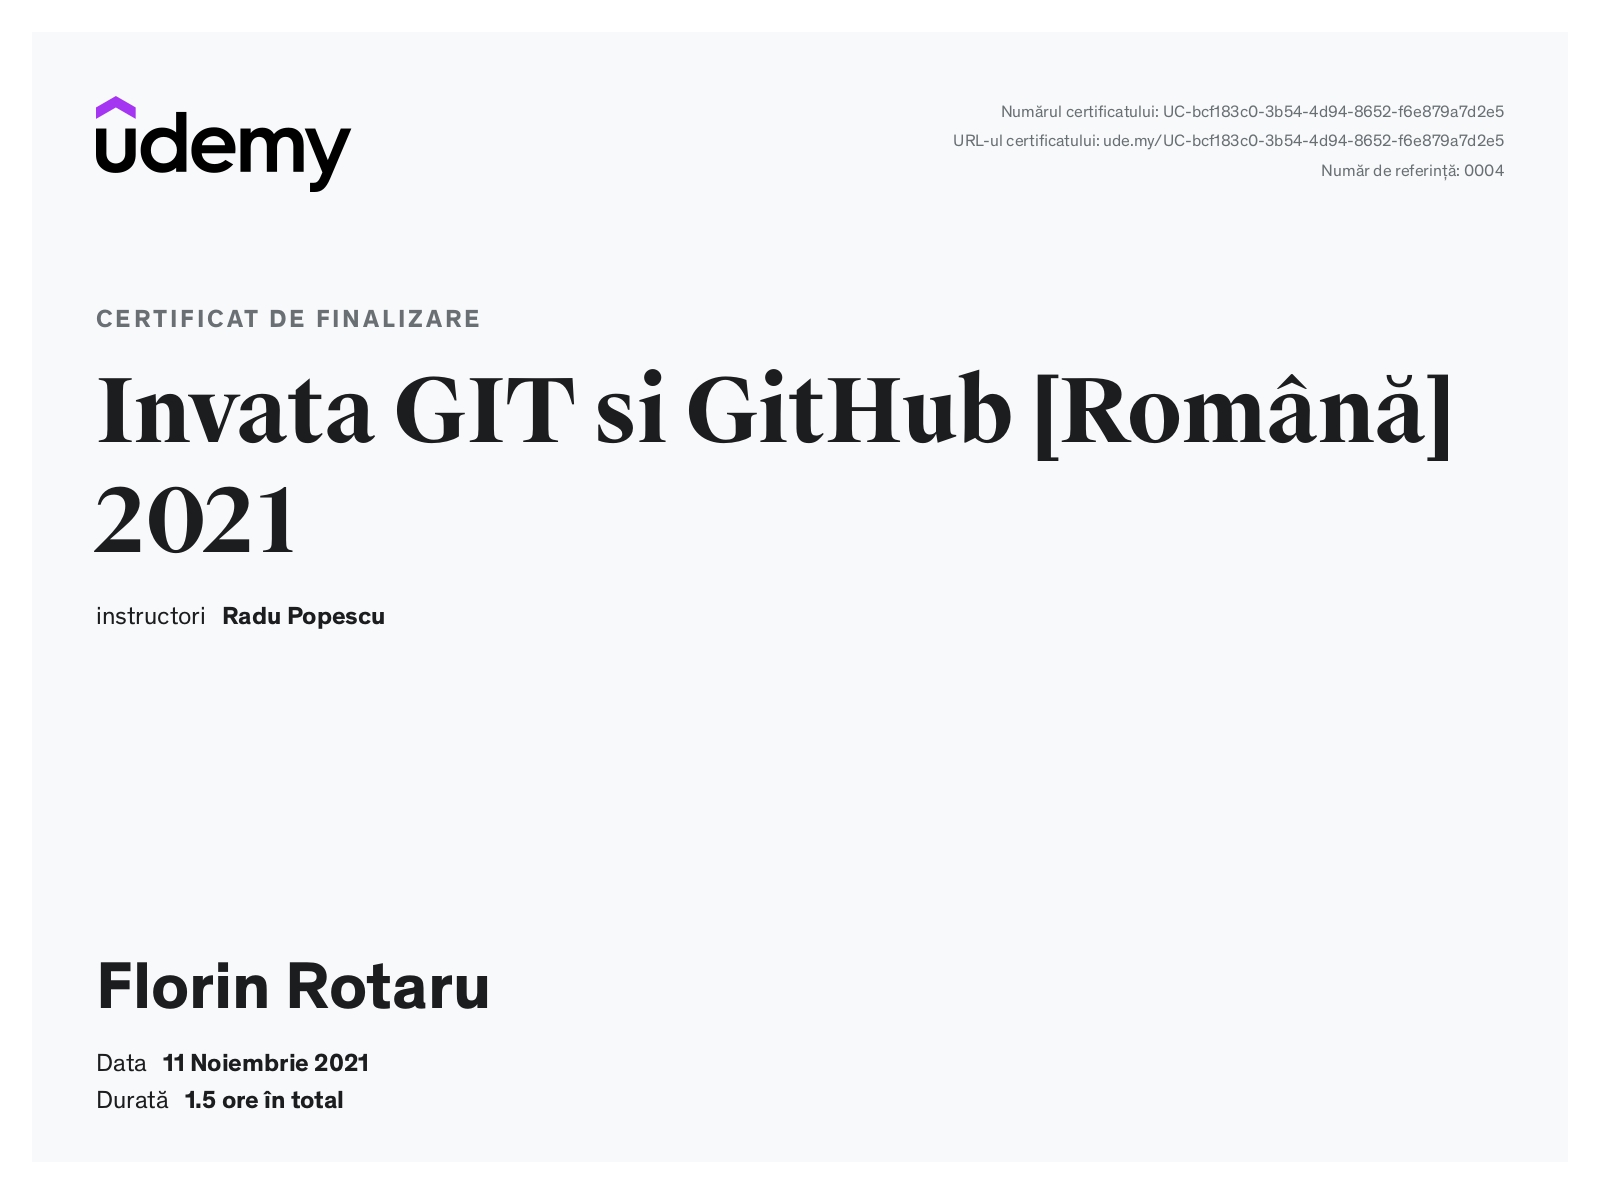 udemy
Numărul certificatului: UC-bcf183c0-3b54-4d94-8652-f6e879a7d2e5
URL-ul certificatului: ude.my/UC-bcf183c0-3b54-4d94-8652-f6e879a7d2e5
Număr de referință: 0004
CERTIFICAT DE FINALIZARE
Invata GIT si GitHub [Română]
2021
instructori Radu Popescu
Florin Rotaru
Data 11 Noiembrie 2021
Durată 1.5 ore în total